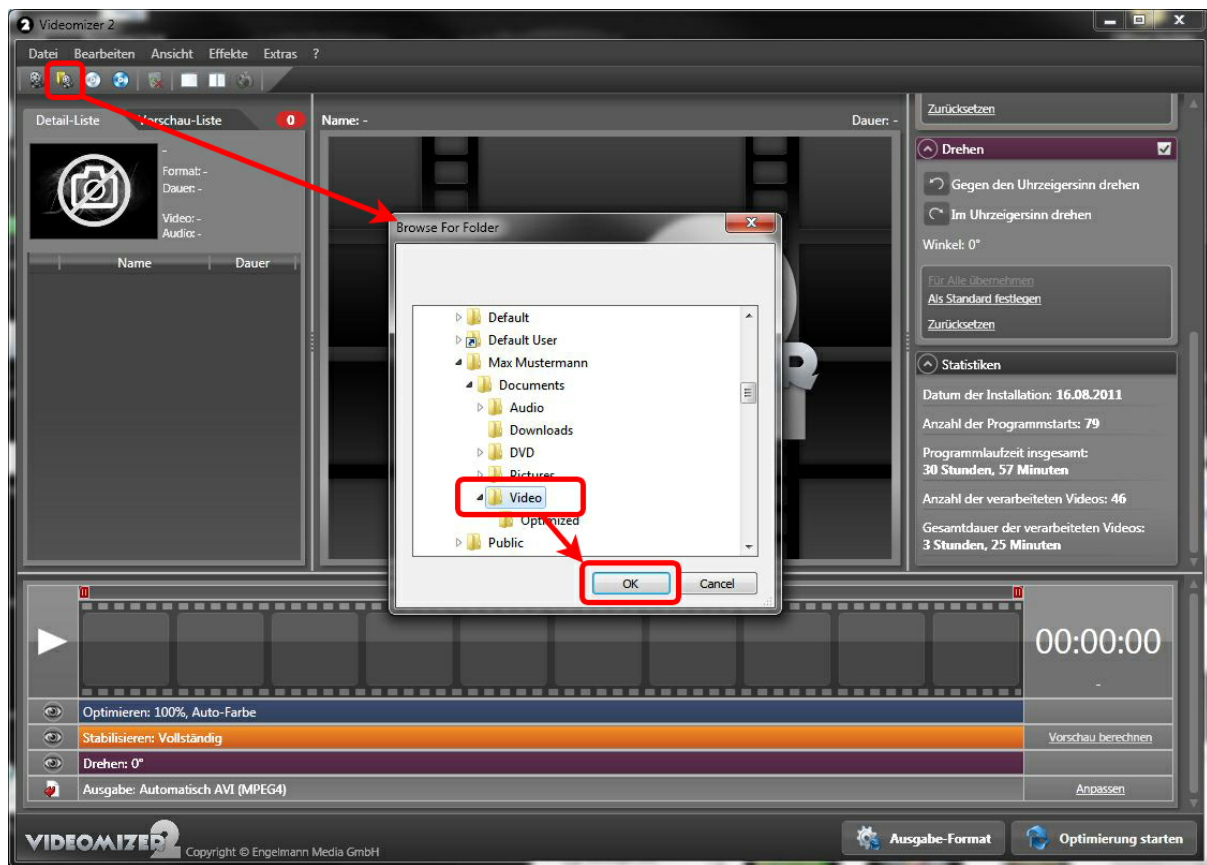 Videomizer 2
Datei Bearbeiten Ansicht Effekte Extras ?
Detail-Liste
Vorschau-Liste
0
-
Format: -
Dauer: -
Video: -
Audio: -
Name Dauer
Name: -
Dauer: -
Browse For Folder
Default
Default User
Max Mustermann
Documents
Audio
Downloads
DVD
Pictures
Video
Optimized
Public
OK
Cancel
Zurücksetzen
Drehen
Gegen den Uhrzeigersinn drehen
Im Uhrzeigersinn drehen
Winkel: 0°
Für Alle übernehmen
Als Standard festlegen
Zurücksetzen
Statistiken
Datum der Installation: 16.08.2011
Anzahl der Programmstarts: 79
Programmlaufzeit insgesamt:
30 Stunden, 57 Minuten
Anzahl der verarbeiteten Videos: 46
Gesamtdauer der verarbeiteten Videos:
3 Stunden, 25 Minuten
00:00:00
-
Optimieren: 100%, Auto-Farbe
Stabilisieren: Vollständig
Vorschau berechnen
Drehen: 0°
Ausgabe: Automatisch AVI (MPEG4)
Anpassen
VIDEOMIZER 2
Copyright © Engelmann Media GmbH
Ausgabe-Format
Optimierung starten